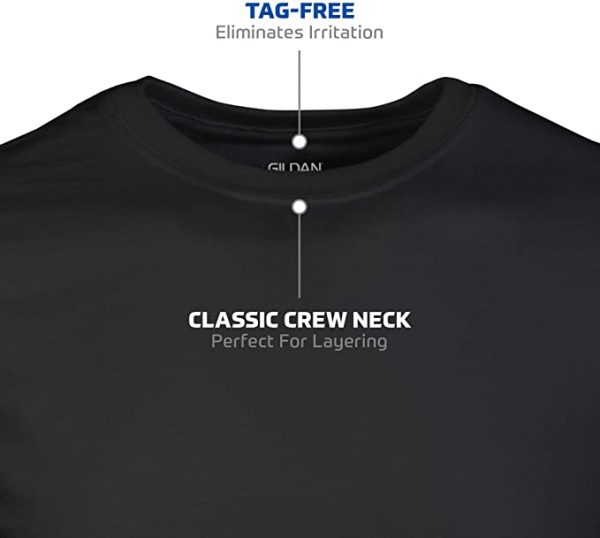 TAG-FREE
Eliminates Irritation
GILDAN
CLASSIC CREW NECK
Perfect For Layering